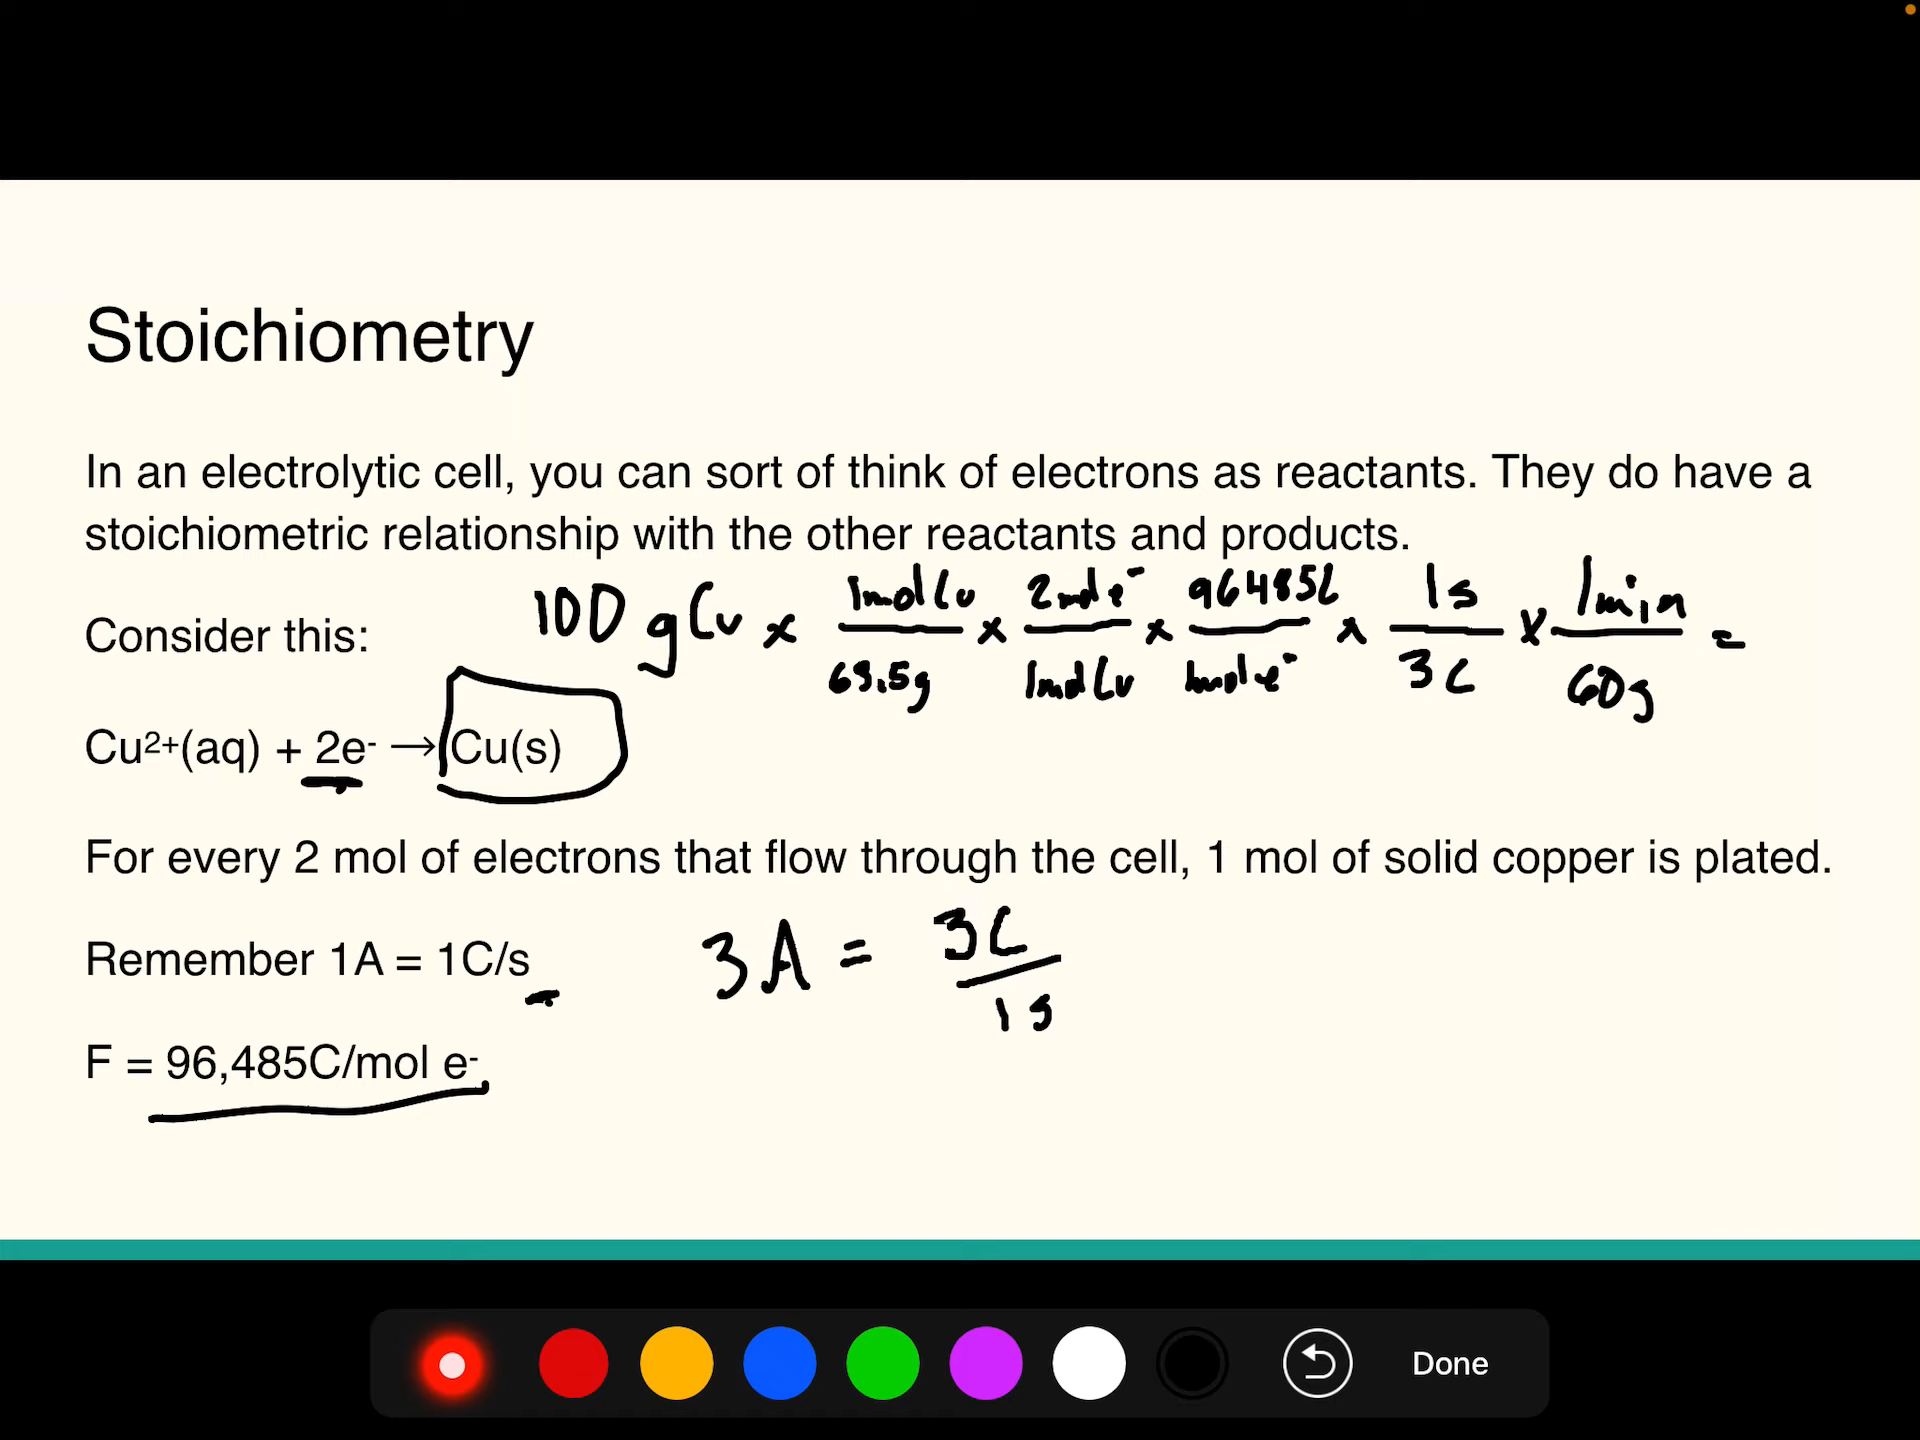 Stoichiometry
In an electrolytic cell, you can sort of think of electrons as reactants. They do have a
stoichiometric relationship with the other reactants and products.
Consider this:
100 g Cu x 1mol Cu / 63.5g x 2mol e⁻ / 1mol Cu x 96485C / 1mol e⁻ x 1s / 3C x 1min / 60s =
Cu²⁺(aq) + 2e⁻ → Cu(s)
For every 2 mol of electrons that flow through the cell, 1 mol of solid copper is plated.
Remember 1A = 1C/s
3A = 3C / 1s
F = 96,485C/mol e⁻
Done